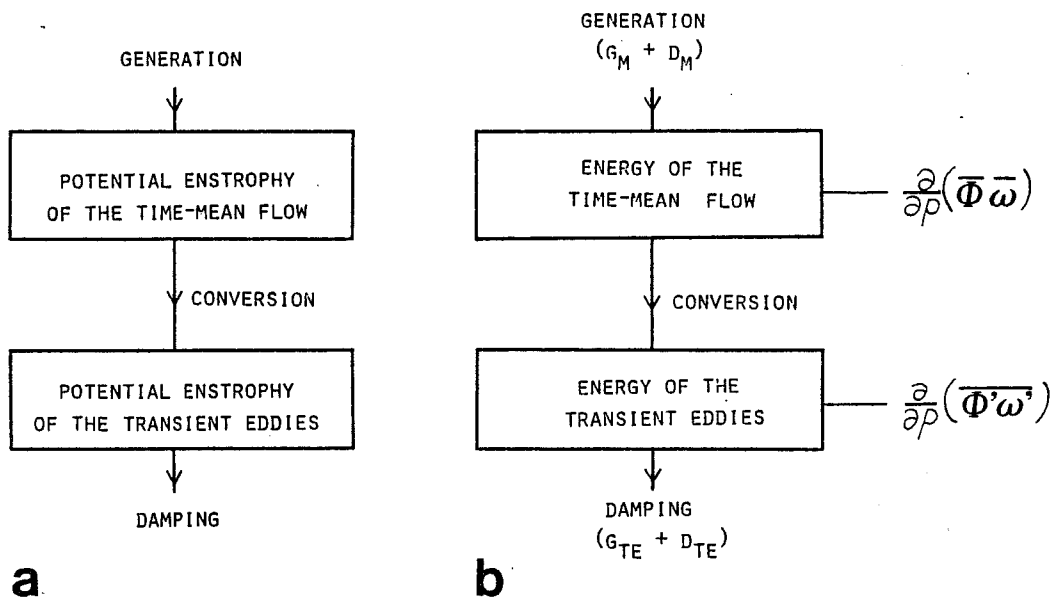 GENERATION
POTENTIAL ENSTROPHY
OF THE TIME-MEAN FLOW
CONVERSION
POTENTIAL ENSTROPHY
OF THE TRANSIENT EDDIES
DAMPING
a
GENERATION
(G_M + D_M)
ENERGY OF THE
TIME-MEAN FLOW
∂/∂p(Φ̅ ω̅)
CONVERSION
ENERGY OF THE
TRANSIENT EDDIES
∂/∂p(\overline{Φ'ω'})
DAMPING
(G_TE + D_TE)
b